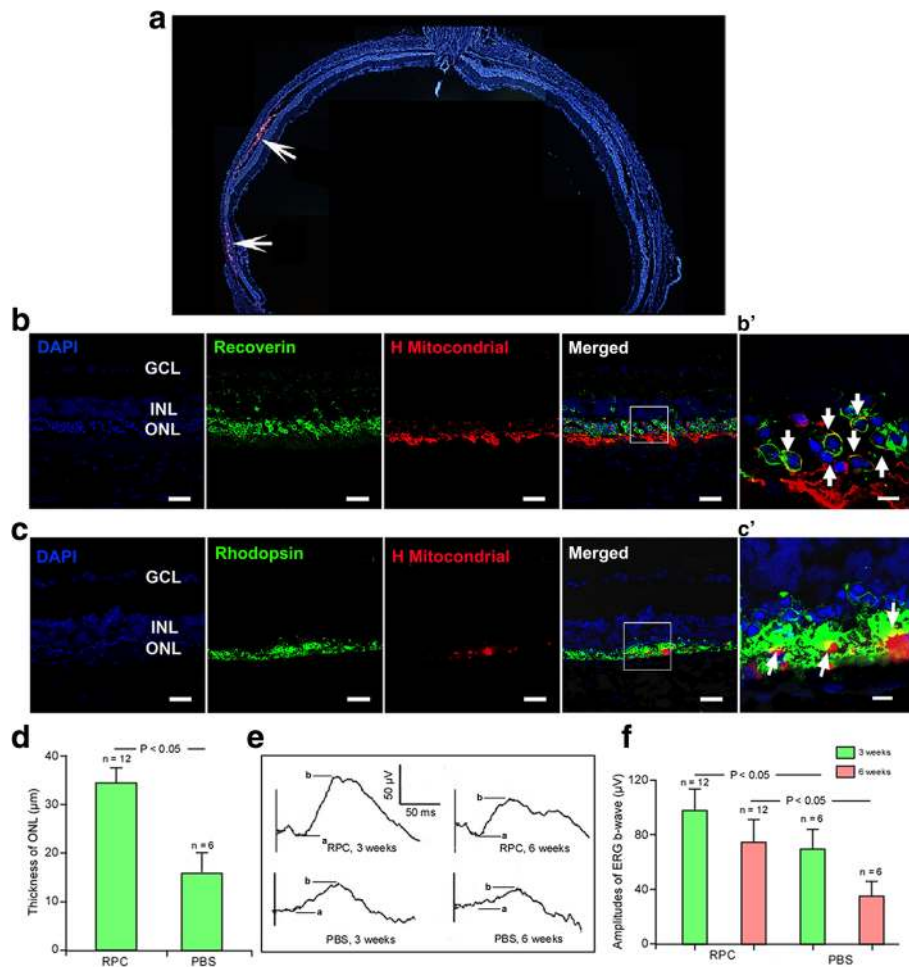 a
b
DAPI
GCL
INL
ONL
Recoverin
H Mitocondrial
Merged
b'
c
DAPI
GCL
INL
ONL
Rhodopsin
H Mitocondrial
Merged
c'
d
P < 0.05
n = 12
n = 6
40
30
20
10
0
Thickness of ONL (µm)
RPC
PBS
e
b
a
50 µV
50 ms
RPC, 3 weeks
b
a
RPC, 6 weeks
b
a
PBS, 3 weeks
b
a
PBS, 6 weeks
f
3 weeks
6 weeks
P < 0.05
n = 12
P < 0.05
n = 12
n = 6
n = 6
120
80
40
0
Amplitudes of ERG b-wave (µV)
RPC
PBS